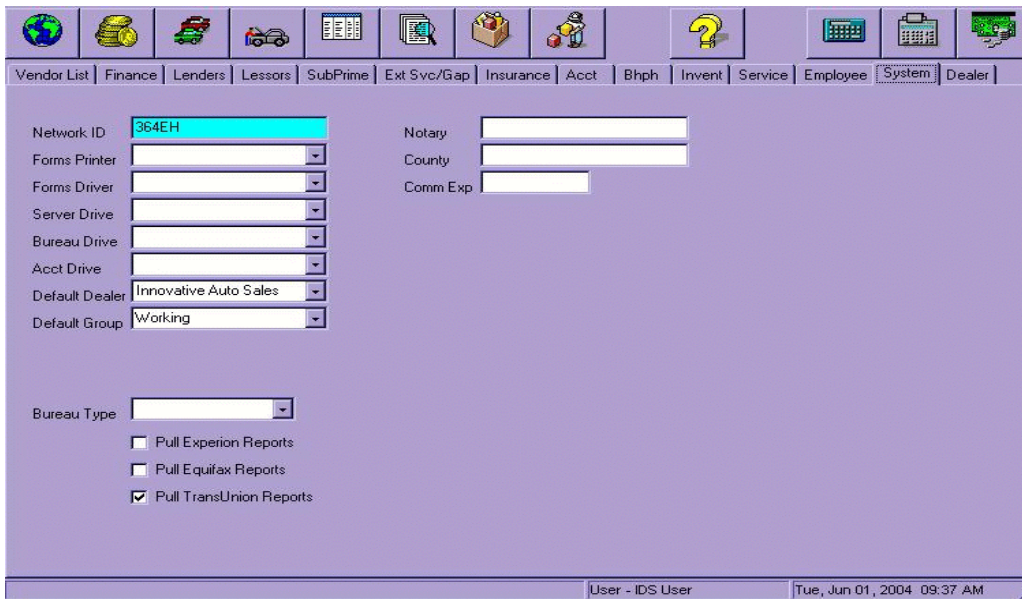 Vendor List Finance Lenders Lessors SubPrime Ext Svc/Gap Insurance Acct Bhph Invent Service Employee System Dealer
Network ID 364EH Notary
Forms Printer County
Forms Driver Comm Exp
Server Drive
Bureau Drive
Acct Drive
Default Dealer Innovative Auto Sales
Default Group Working
Bureau Type
Pull Experion Reports
Pull Equifax Reports
Pull TransUnion Reports
User - IDS User Tue, Jun 01, 2004 09:37 AM